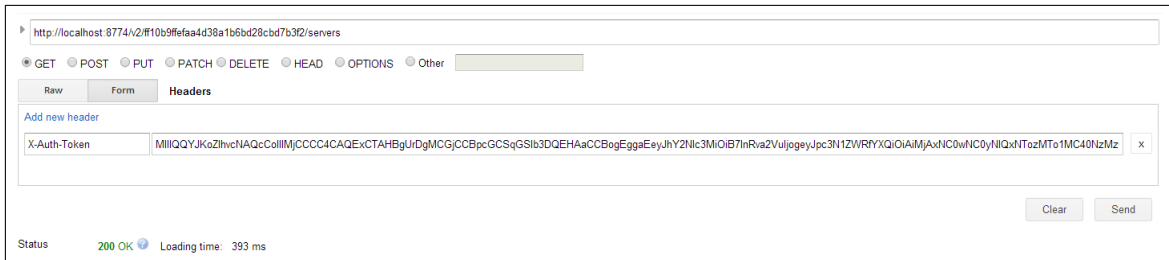 http://localhost:8774/v2/ff10b9ffefaa4d38a1b6bd28cbd7b3f2/servers
GET POST PUT PATCH DELETE HEAD OPTIONS Other
Raw Form Headers
Add new header
X-Auth-Token MIIIQQYJKoZIhvcNAQcCoIIIMjCCCC4CAQExCTAHBgUrDgMCGjCCBpcGCSqGSIb3DQEHAaCCBogEggaEeyJhY2Nlc3MiOiB7InRva2VuIjogeyJpc3N1ZWRfYXQiOiAiMjAxNC0wNC0yNlQxNTozMTo1MC40NzMz x
Clear Send
Status 200 OK Loading time: 393 ms